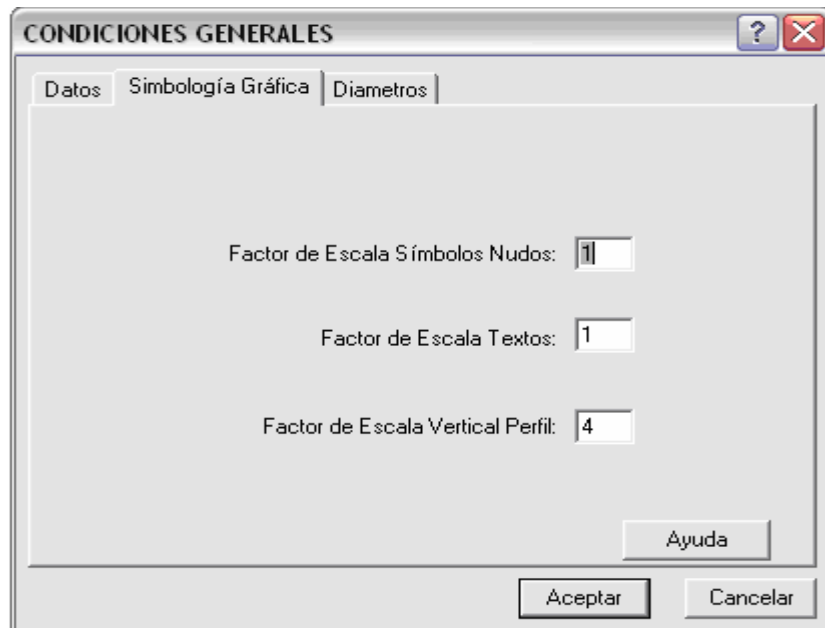 CONDICIONES GENERALES
Datos Simbología Gráfica Diametros
Factor de Escala Símbolos Nudos: 1
Factor de Escala Textos: 1
Factor de Escala Vertical Perfil: 4
Ayuda
Aceptar Cancelar